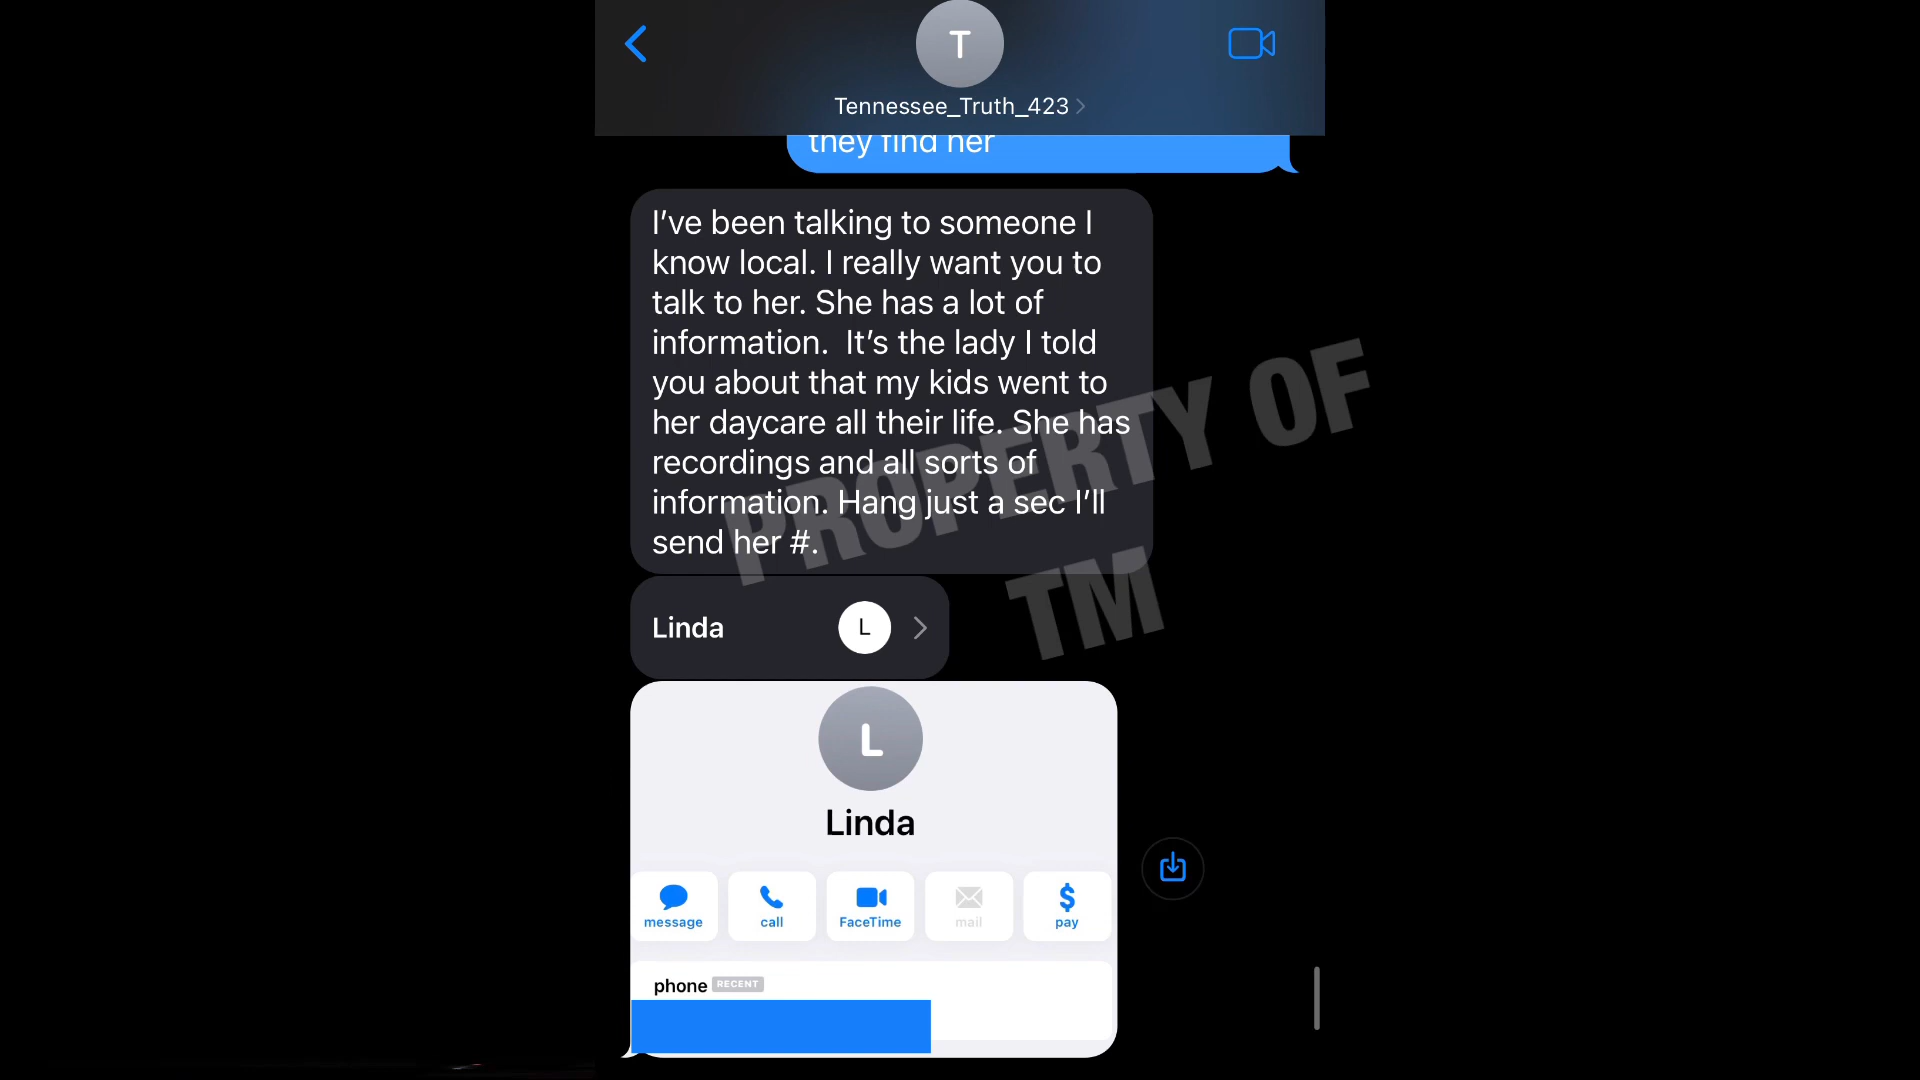 T
Tennessee_Truth_423
they find her
I’ve been talking to someone I
know local. I really want you to
talk to her. She has a lot of
information.  It’s the lady I told
you about that my kids went to
her daycare all their life. She has
recordings and all sorts of
information. Hang just a sec I’ll
send her #.
PROPERTY OF
TM
Linda L
L
Linda
message call FaceTime mail pay
phone RECENT